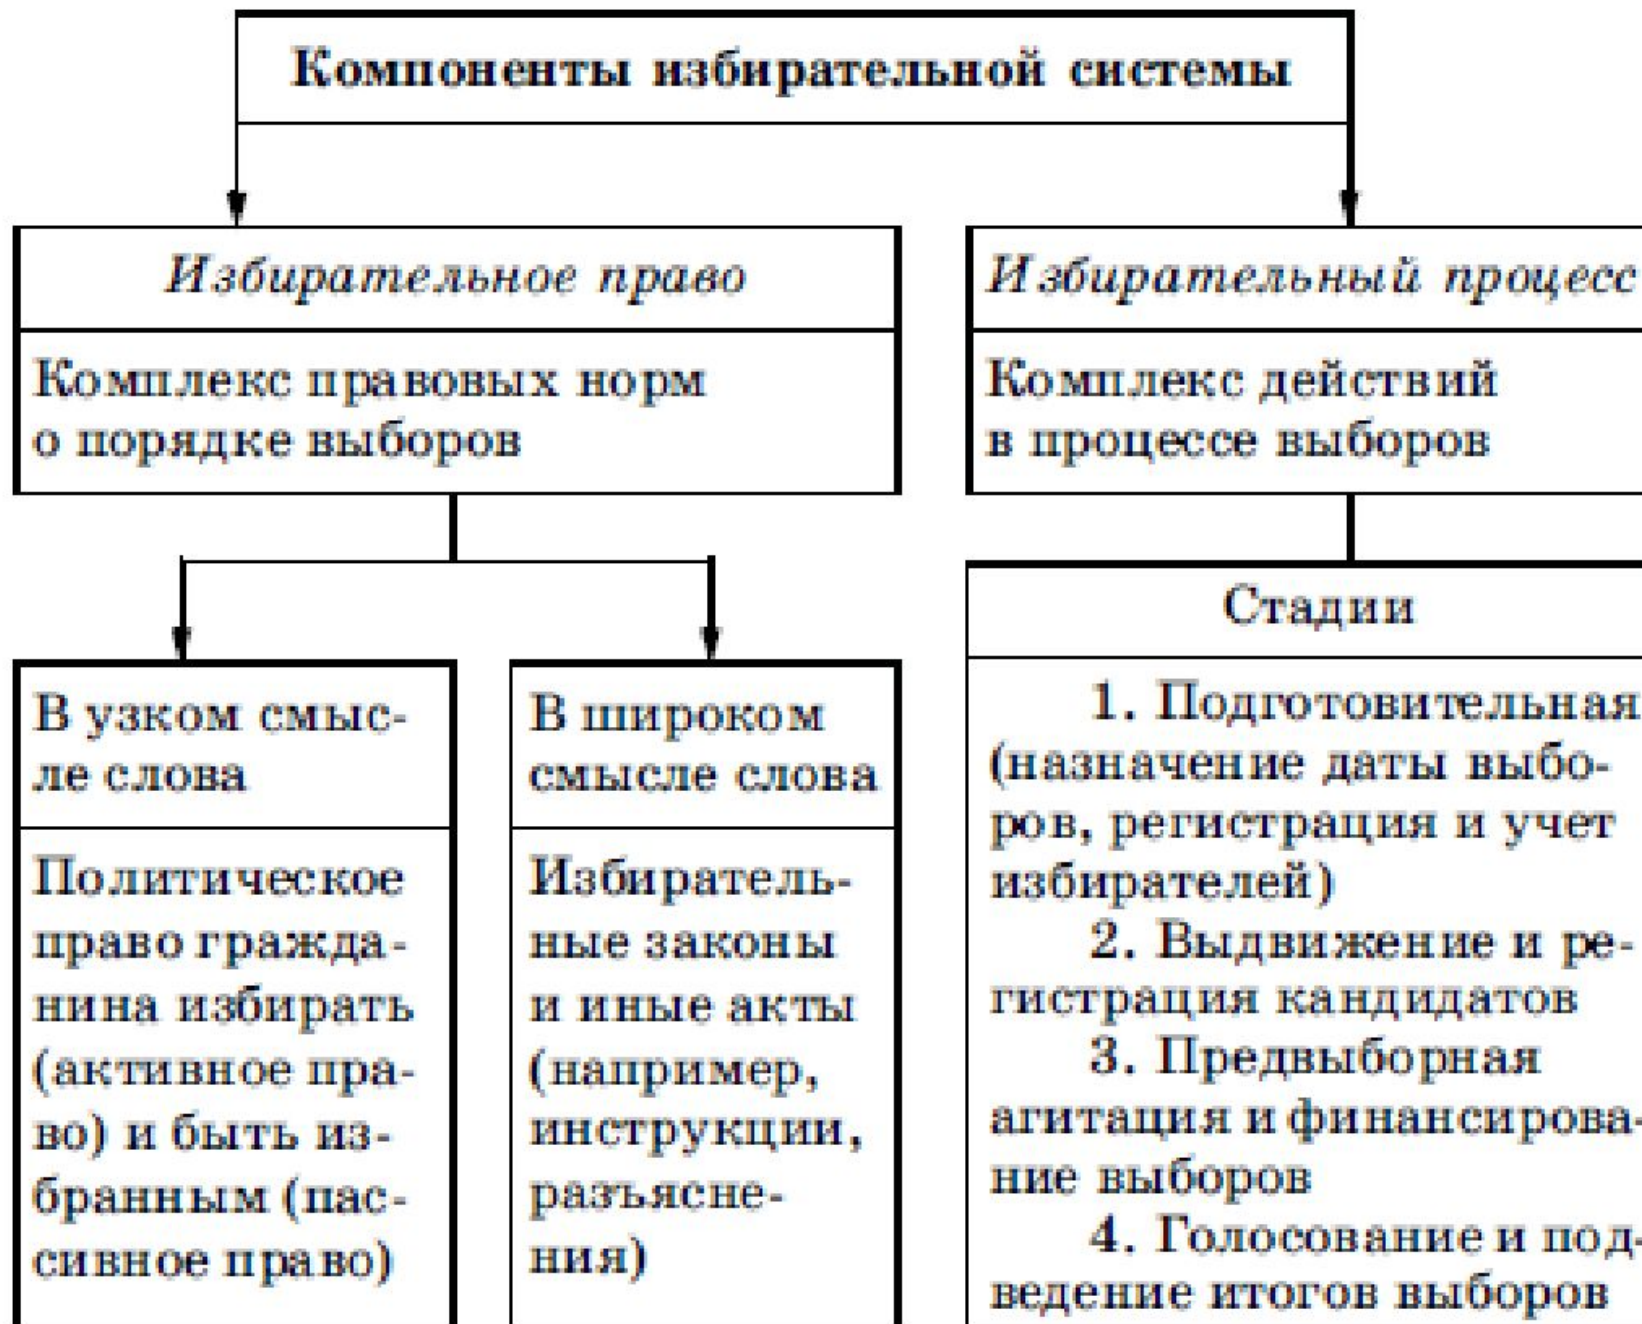 Компоненты избирательной системы
Избирательное право
Комплекс правовых норм
о порядке выборов
В узком смыс-
ле слова
Политическое
право гражда-
нина избирать
(активное пра-
во) и быть из-
бранным (пас-
сивное право)
В широком
смысле слова
Избиратель-
ные законы
и иные акты
(например,
инструкции,
разъясне-
ния)
Избирательный процесс
Комплекс действий
в процессе выборов
Стадии
1. Подготовительная
(назначение даты выбо-
ров, регистрация и учет
избирателей)
2. Выдвижение и ре-
гистрация кандидатов
3. Предвыборная
агитация и финансирова-
ние выборов
4. Голосование и под-
ведение итогов выборов